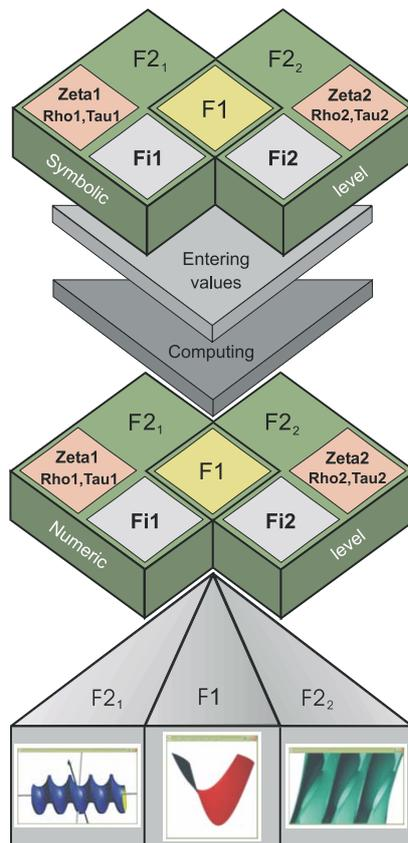 F2₁ F2₂
Zeta1 Zeta2
Rho1,Tau1 F1 Rho2,Tau2
Fi1 Fi2
Symbolic level
Entering
values
Computing
F2₁ F2₂
Zeta1 Zeta2
Rho1,Tau1 F1 Rho2,Tau2
Fi1 Fi2
Numeric level
F2₁ F1 F2₂